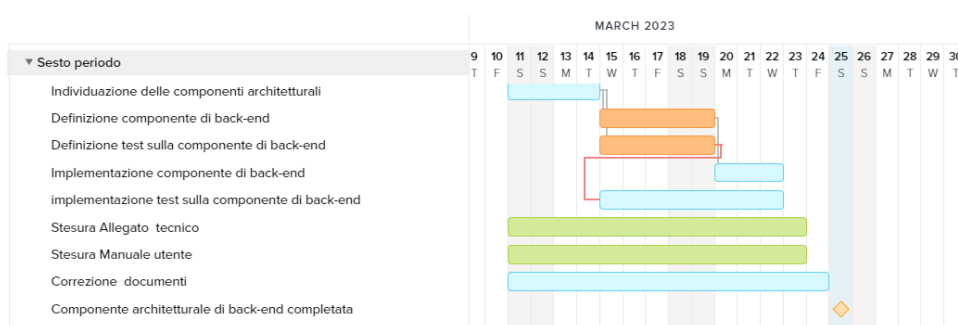 MARCH 2023
9 10 11 12 13 14 15 16 17 18 19 20 21 22 23 24 25 26 27 28 29 30
T F S S M T W T F S S M T W T F S S M T W T
Sesto periodo
Individuazione delle componenti architetturali
Definizione componente di back-end
Definizione test sulla componente di back-end
Implementazione componente di back-end
implementazione test sulla componente di back-end
Stesura Allegato tecnico
Stesura Manuale utente
Correzione documenti
Componente architetturale di back-end completata